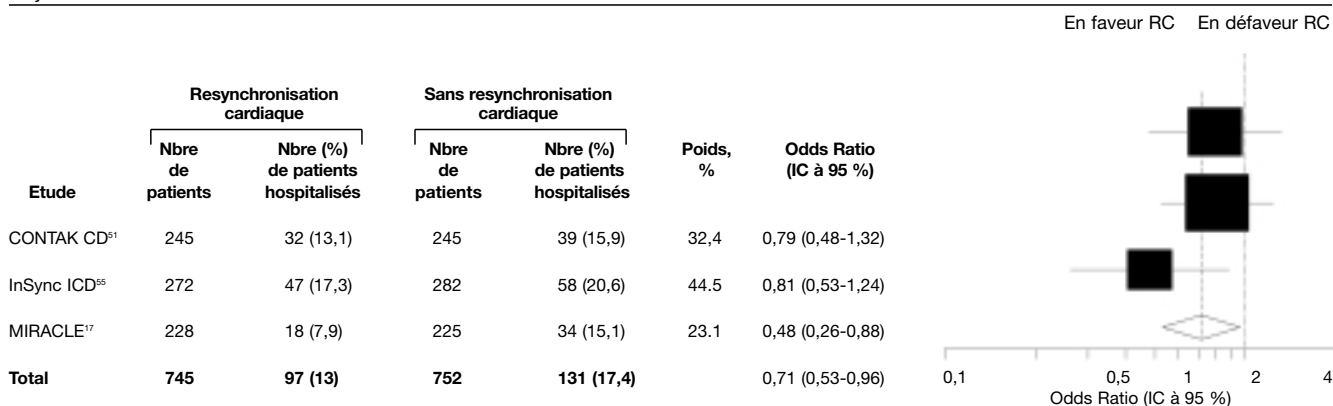 En faveur RC En défaveur RC
Resynchronisation cardiaque
Sans resynchronisation cardiaque
Etude
Nbre de patients
Nbre (%) de patients hospitalisés
Nbre de patients
Nbre (%) de patients hospitalisés
Poids, %
Odds Ratio (IC à 95 %)
CONTAK CD51 245 32 (13,1) 245 39 (15,9) 32,4 0,79 (0,48-1,32)
InSync ICD55 272 47 (17,3) 282 58 (20,6) 44.5 0,81 (0,53-1,24)
MIRACLE17 228 18 (7,9) 225 34 (15,1) 23.1 0,48 (0,26-0,88)
Total 745 97 (13) 752 131 (17,4) 0,71 (0,53-0,96)
0,1 0,5 1 2 4
Odds Ratio (IC à 95 %)